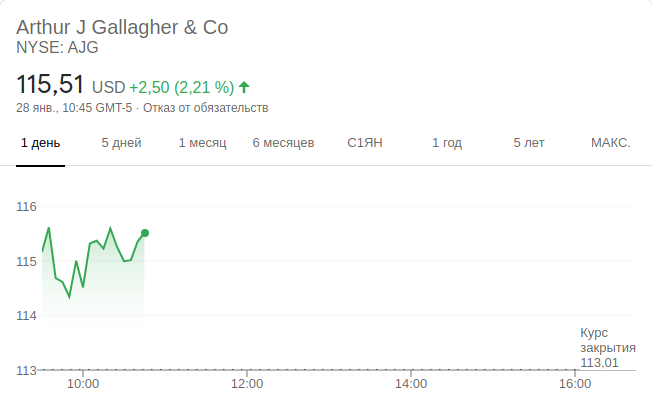 Arthur J Gallagher & Co
NYSE: AJG
115,51 USD +2,50 (2,21 %)
28 янв., 10:45 GMT-5 · Отказ от обязательств
1 день 5 дней 1 месяц 6 месяцев С1ЯН 1 год 5 лет МАКС.
116
115
114
113
Курс
закрытия
113,01
10:00 12:00 14:00 16:00